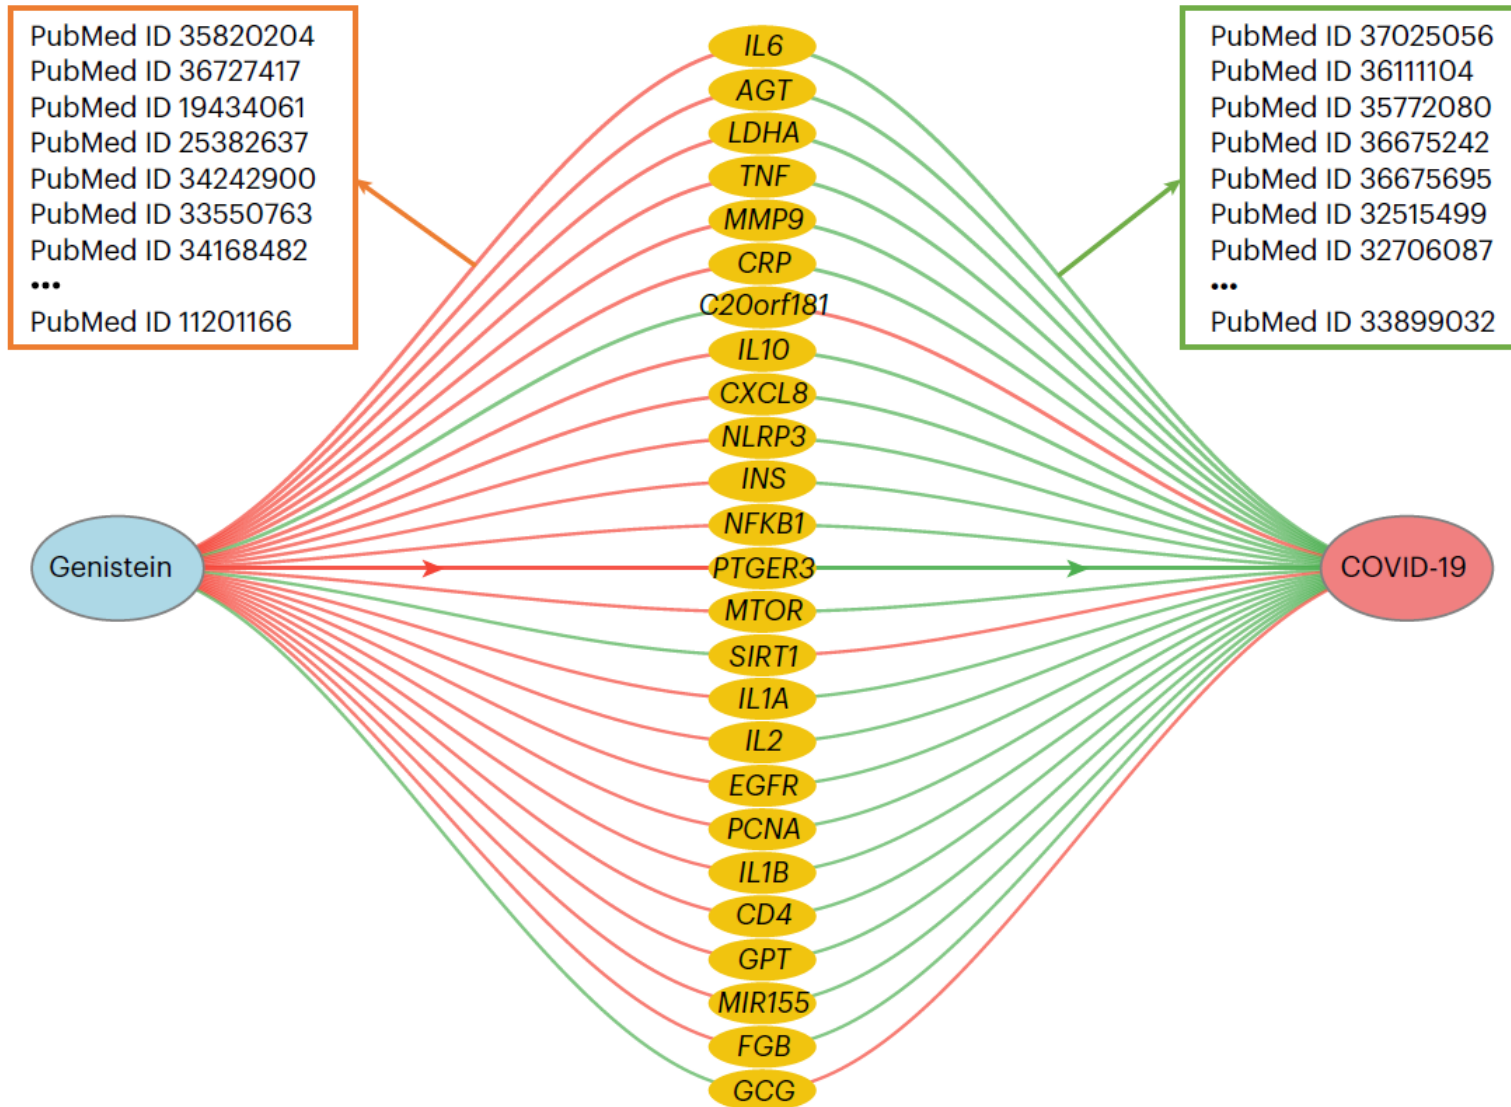 PubMed ID 35820204
PubMed ID 36727417
PubMed ID 19434061
PubMed ID 25382637
PubMed ID 34242900
PubMed ID 33550763
PubMed ID 34168482
...
PubMed ID 11201166
PubMed ID 37025056
PubMed ID 36111104
PubMed ID 35772080
PubMed ID 36675242
PubMed ID 36675695
PubMed ID 32515499
PubMed ID 32706087
...
PubMed ID 33899032
Genistein
IL6
AGT
LDHA
TNF
MMP9
CRP
C20orf181
IL10
CXCL8
NLRP3
INS
NFKB1
PTGER3
MTOR
SIRT1
IL1A
IL2
EGFR
PCNA
IL1B
CD4
GPT
MIR155
FGB
GCG
COVID-19